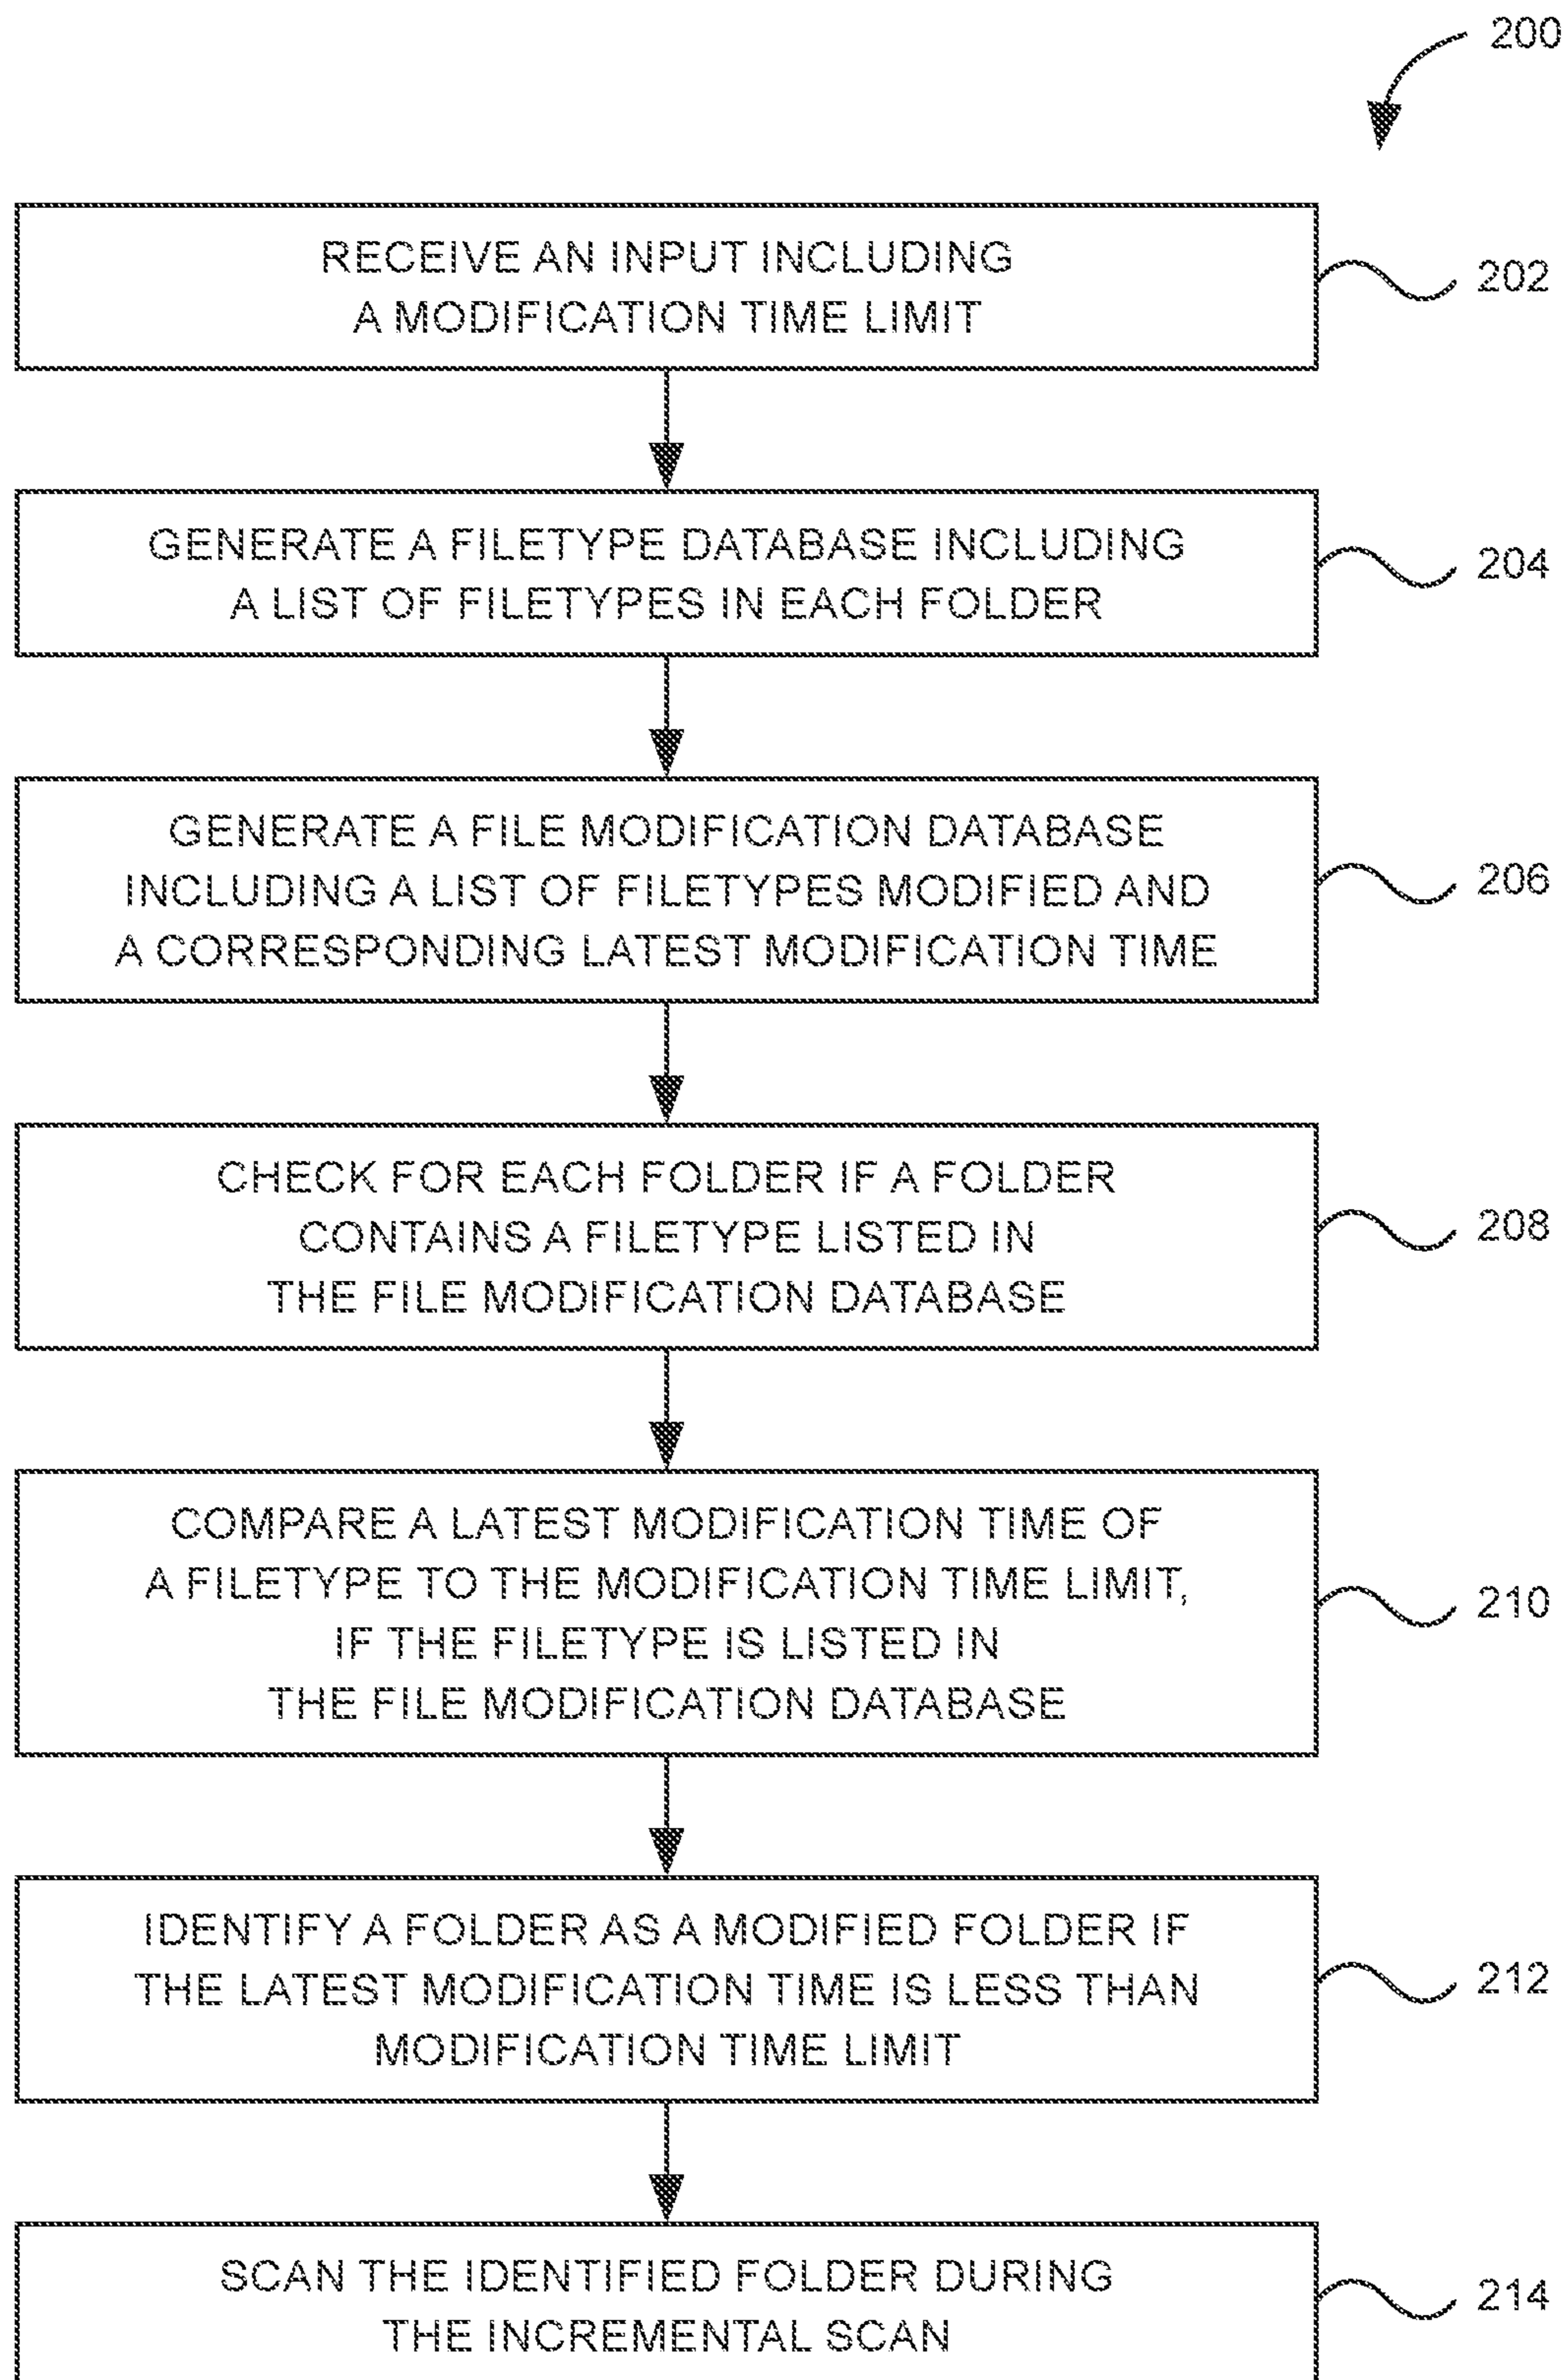 200
RECEIVE AN INPUT INCLUDING
A MODIFICATION TIME LIMIT
202
GENERATE A FILETYPE DATABASE INCLUDING
A LIST OF FILETYPES IN EACH FOLDER
204
GENERATE A FILE MODIFICATION DATABASE
INCLUDING A LIST OF FILETYPES MODIFIED AND
A CORRESPONDING LATEST MODIFICATION TIME
206
CHECK FOR EACH FOLDER IF A FOLDER
CONTAINS A FILETYPE LISTED IN
THE FILE MODIFICATION DATABASE
208
COMPARE A LATEST MODIFICATION TIME OF
A FILETYPE TO THE MODIFICATION TIME LIMIT,
IF THE FILETYPE IS LISTED IN
THE FILE MODIFICATION DATABASE
210
IDENTIFY A FOLDER AS A MODIFIED FOLDER IF
THE LATEST MODIFICATION TIME IS LESS THAN
MODIFICATION TIME LIMIT
212
SCAN THE IDENTIFIED FOLDER DURING
THE INCREMENTAL SCAN
214